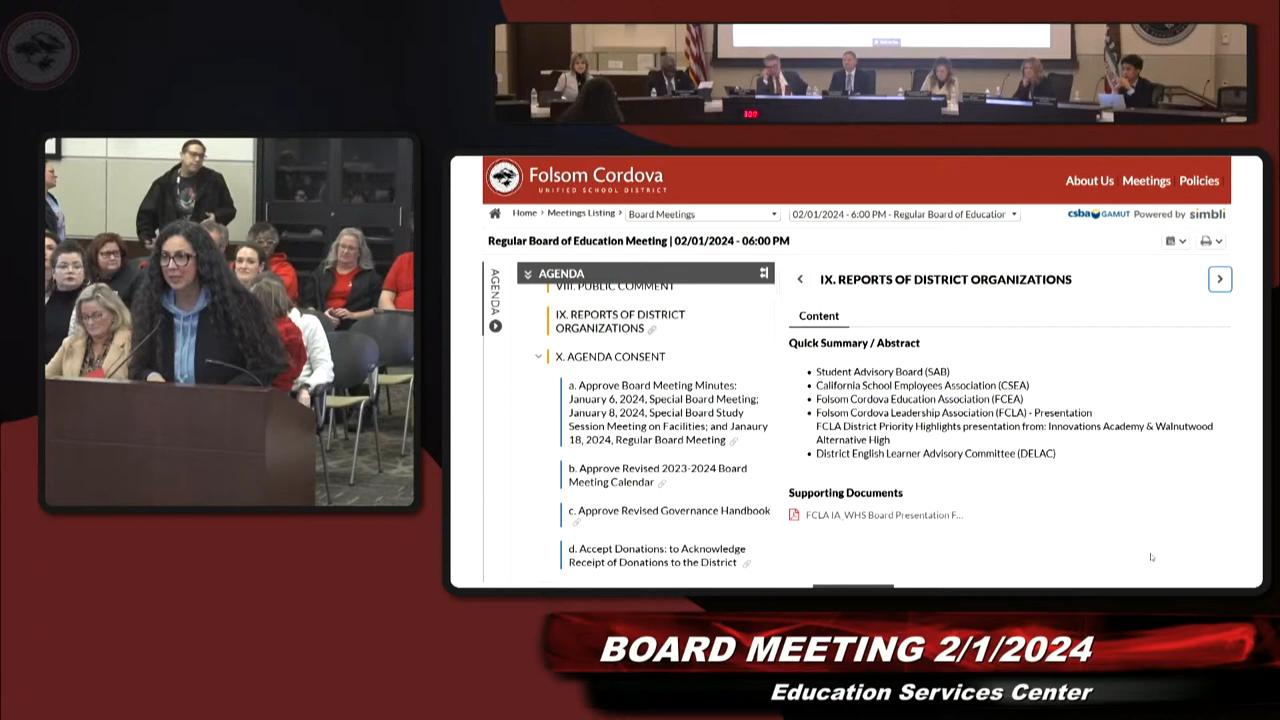 300
Folsom Cordova
UNIFIED SCHOOL DISTRICT
About Us Meetings Policies
Home > Meetings Listing > Board Meetings
02/01/2024 - 6:00 PM - Regular Board of Education
csba GAMUT Powered by simbli
Regular Board of Education Meeting | 02/01/2024 - 06:00 PM
AGENDA
AGENDA
VIII. PUBLIC COMMENT
IX. REPORTS OF DISTRICT
ORGANIZATIONS
X. AGENDA CONSENT
a. Approve Board Meeting Minutes:
January 6, 2024, Special Board Meeting;
January 8, 2024, Special Board Study
Session Meeting on Facilities; and Janaury
18, 2024, Regular Board Meeting
b. Approve Revised 2023-2024 Board
Meeting Calendar
c. Approve Revised Governance Handbook
d. Accept Donations: to Acknowledge
Receipt of Donations to the District
IX. REPORTS OF DISTRICT ORGANIZATIONS
Content
Quick Summary / Abstract
• Student Advisory Board (SAB)
• California School Employees Association (CSEA)
• Folsom Cordova Education Association (FCEA)
• Folsom Cordova Leadership Association (FCLA) - Presentation
FCLA District Priority Highlights presentation from: Innovations Academy & Walnutwood
Alternative High
• District English Learner Advisory Committee (DELAC)
Supporting Documents
FCLA IA_WHS Board Presentation F...
BOARD MEETING 2/1/2024
Education Services Center